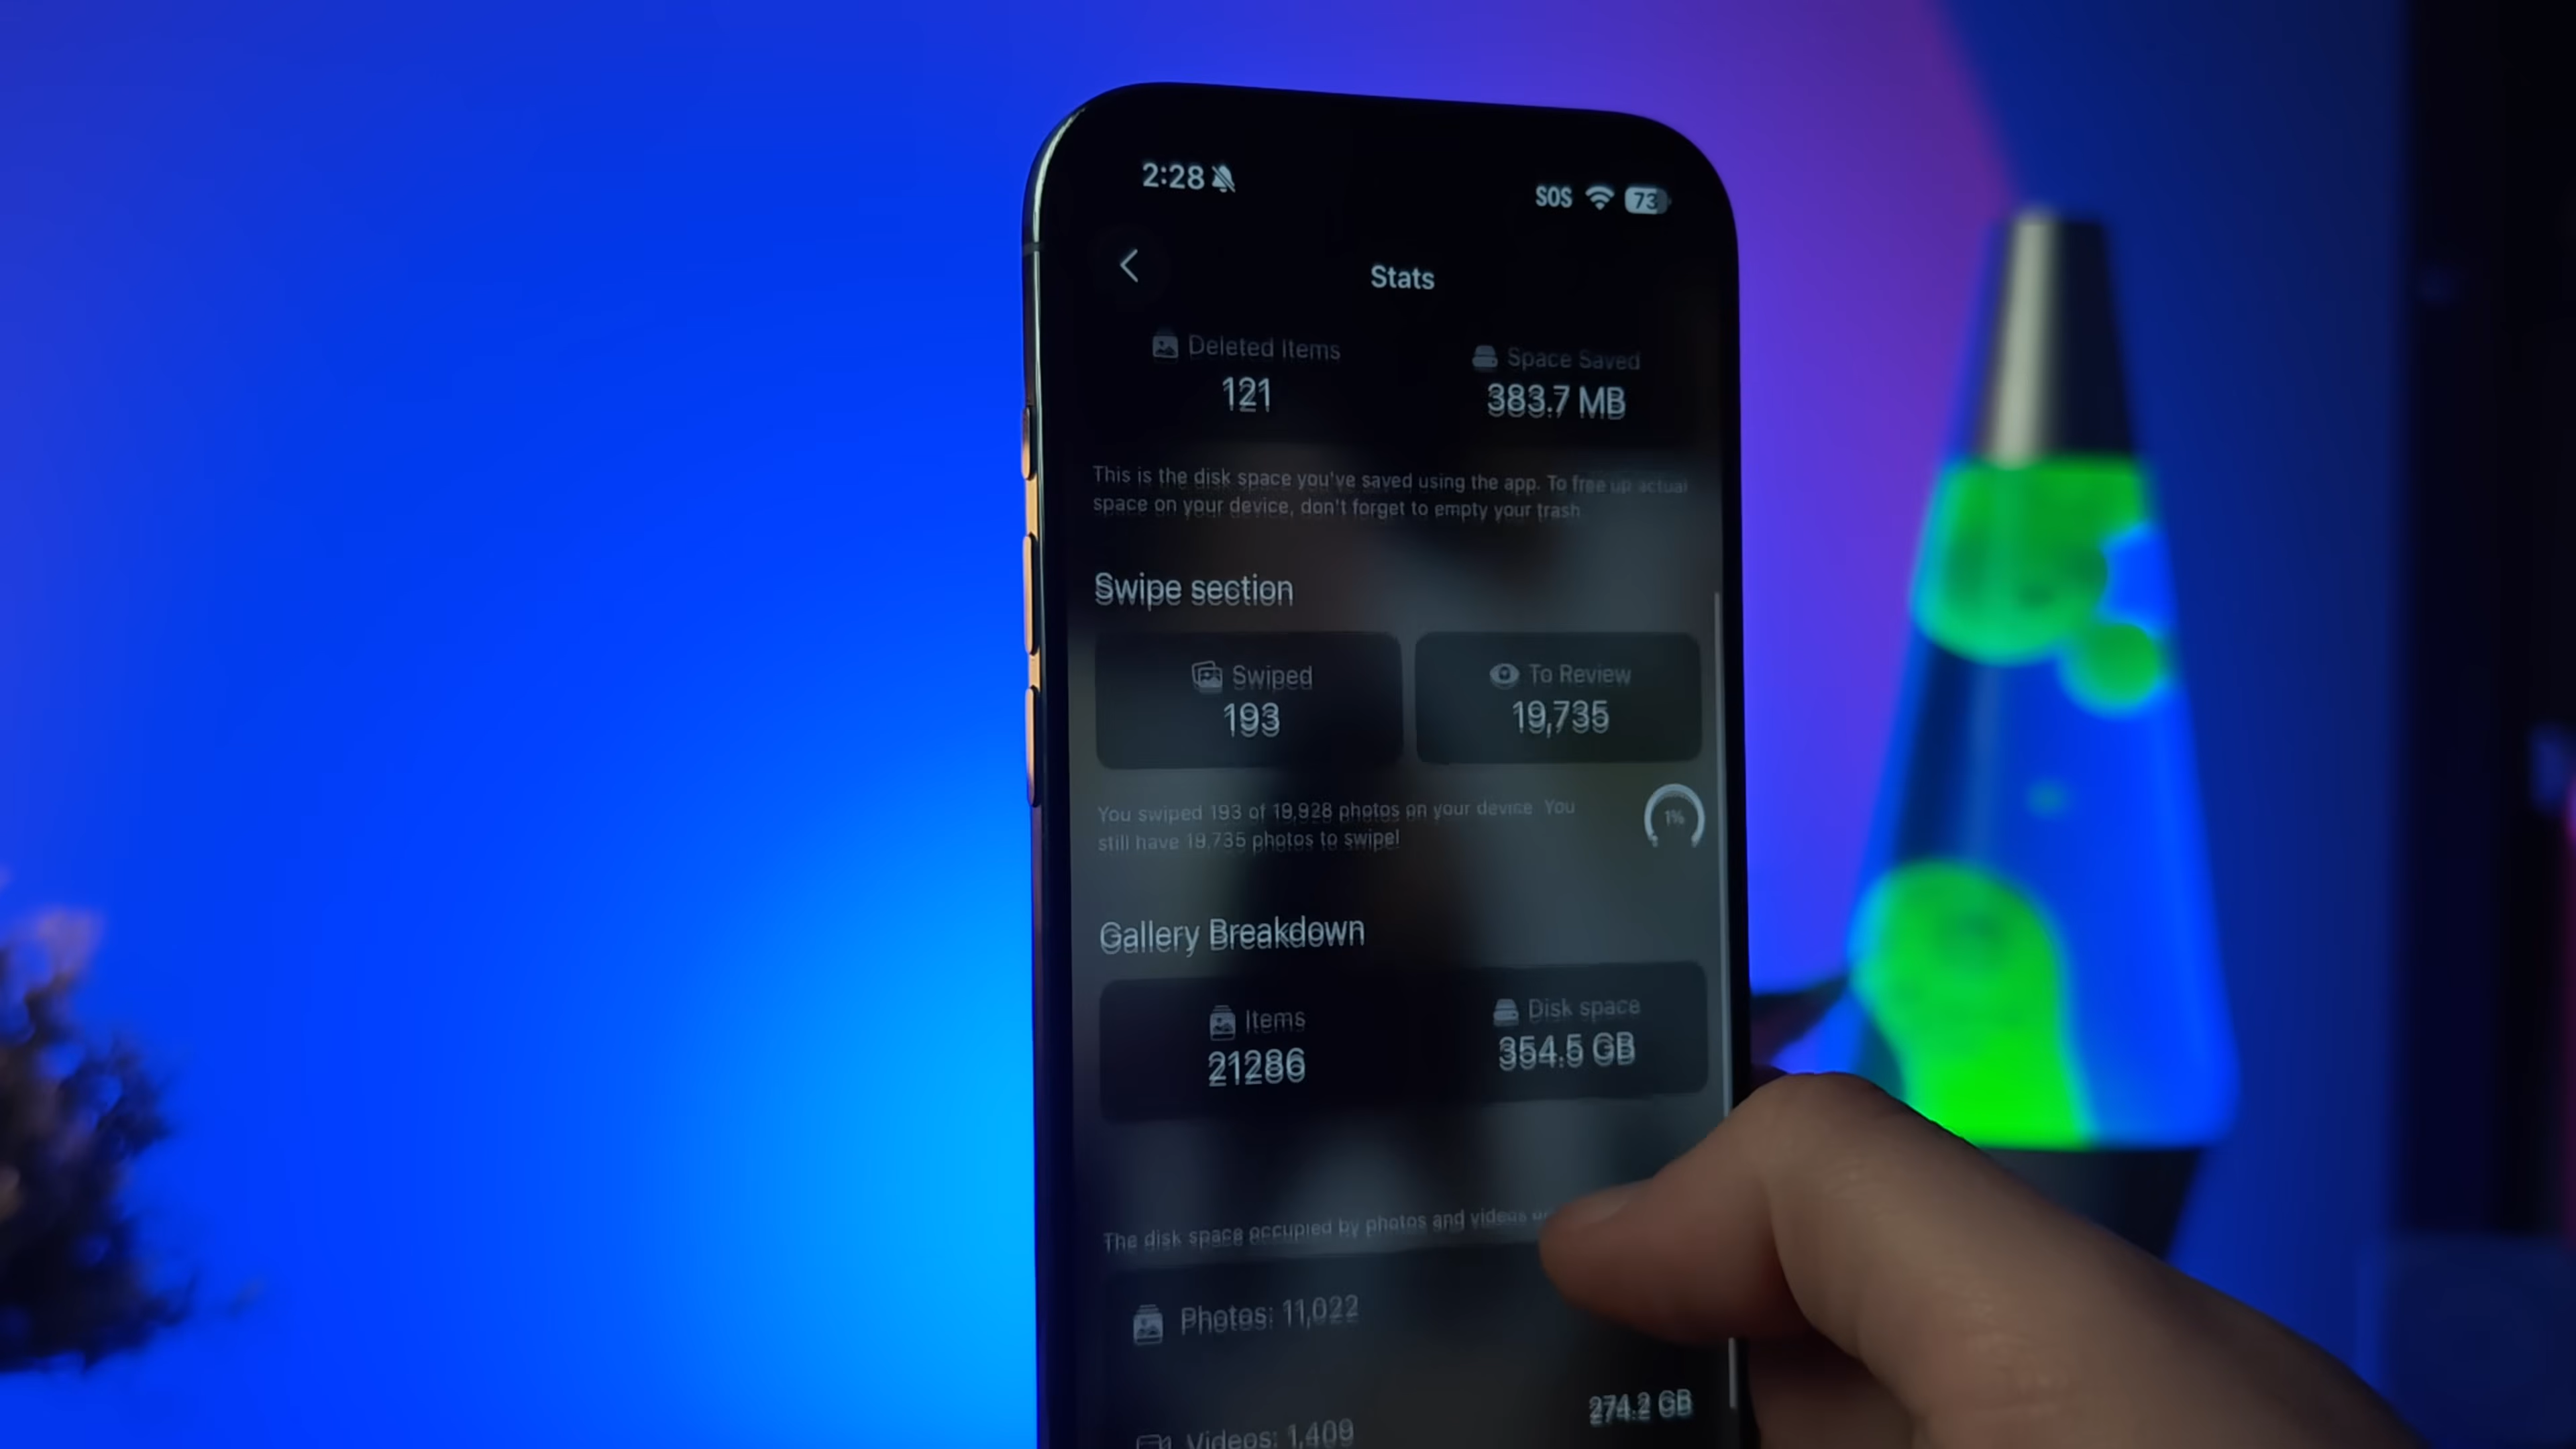 2:28
SOS 73
Stats
Deleted Items
121
Space Saved
383.7 MB
This is the disk space you've saved using the app. To free up actual
space on your device, don't forget to empty your trash
Swipe section
Swiped
193
To Review
19,735
You swiped 193 of 19,928 photos on your device. You
still have 19,735 photos to swipe!
1%
Gallery Breakdown
Items
21286
Disk space
354.5 GB
The disk space occupied by photos and videos
Photos: 11,022
274.2 GB
Videos: 1,409